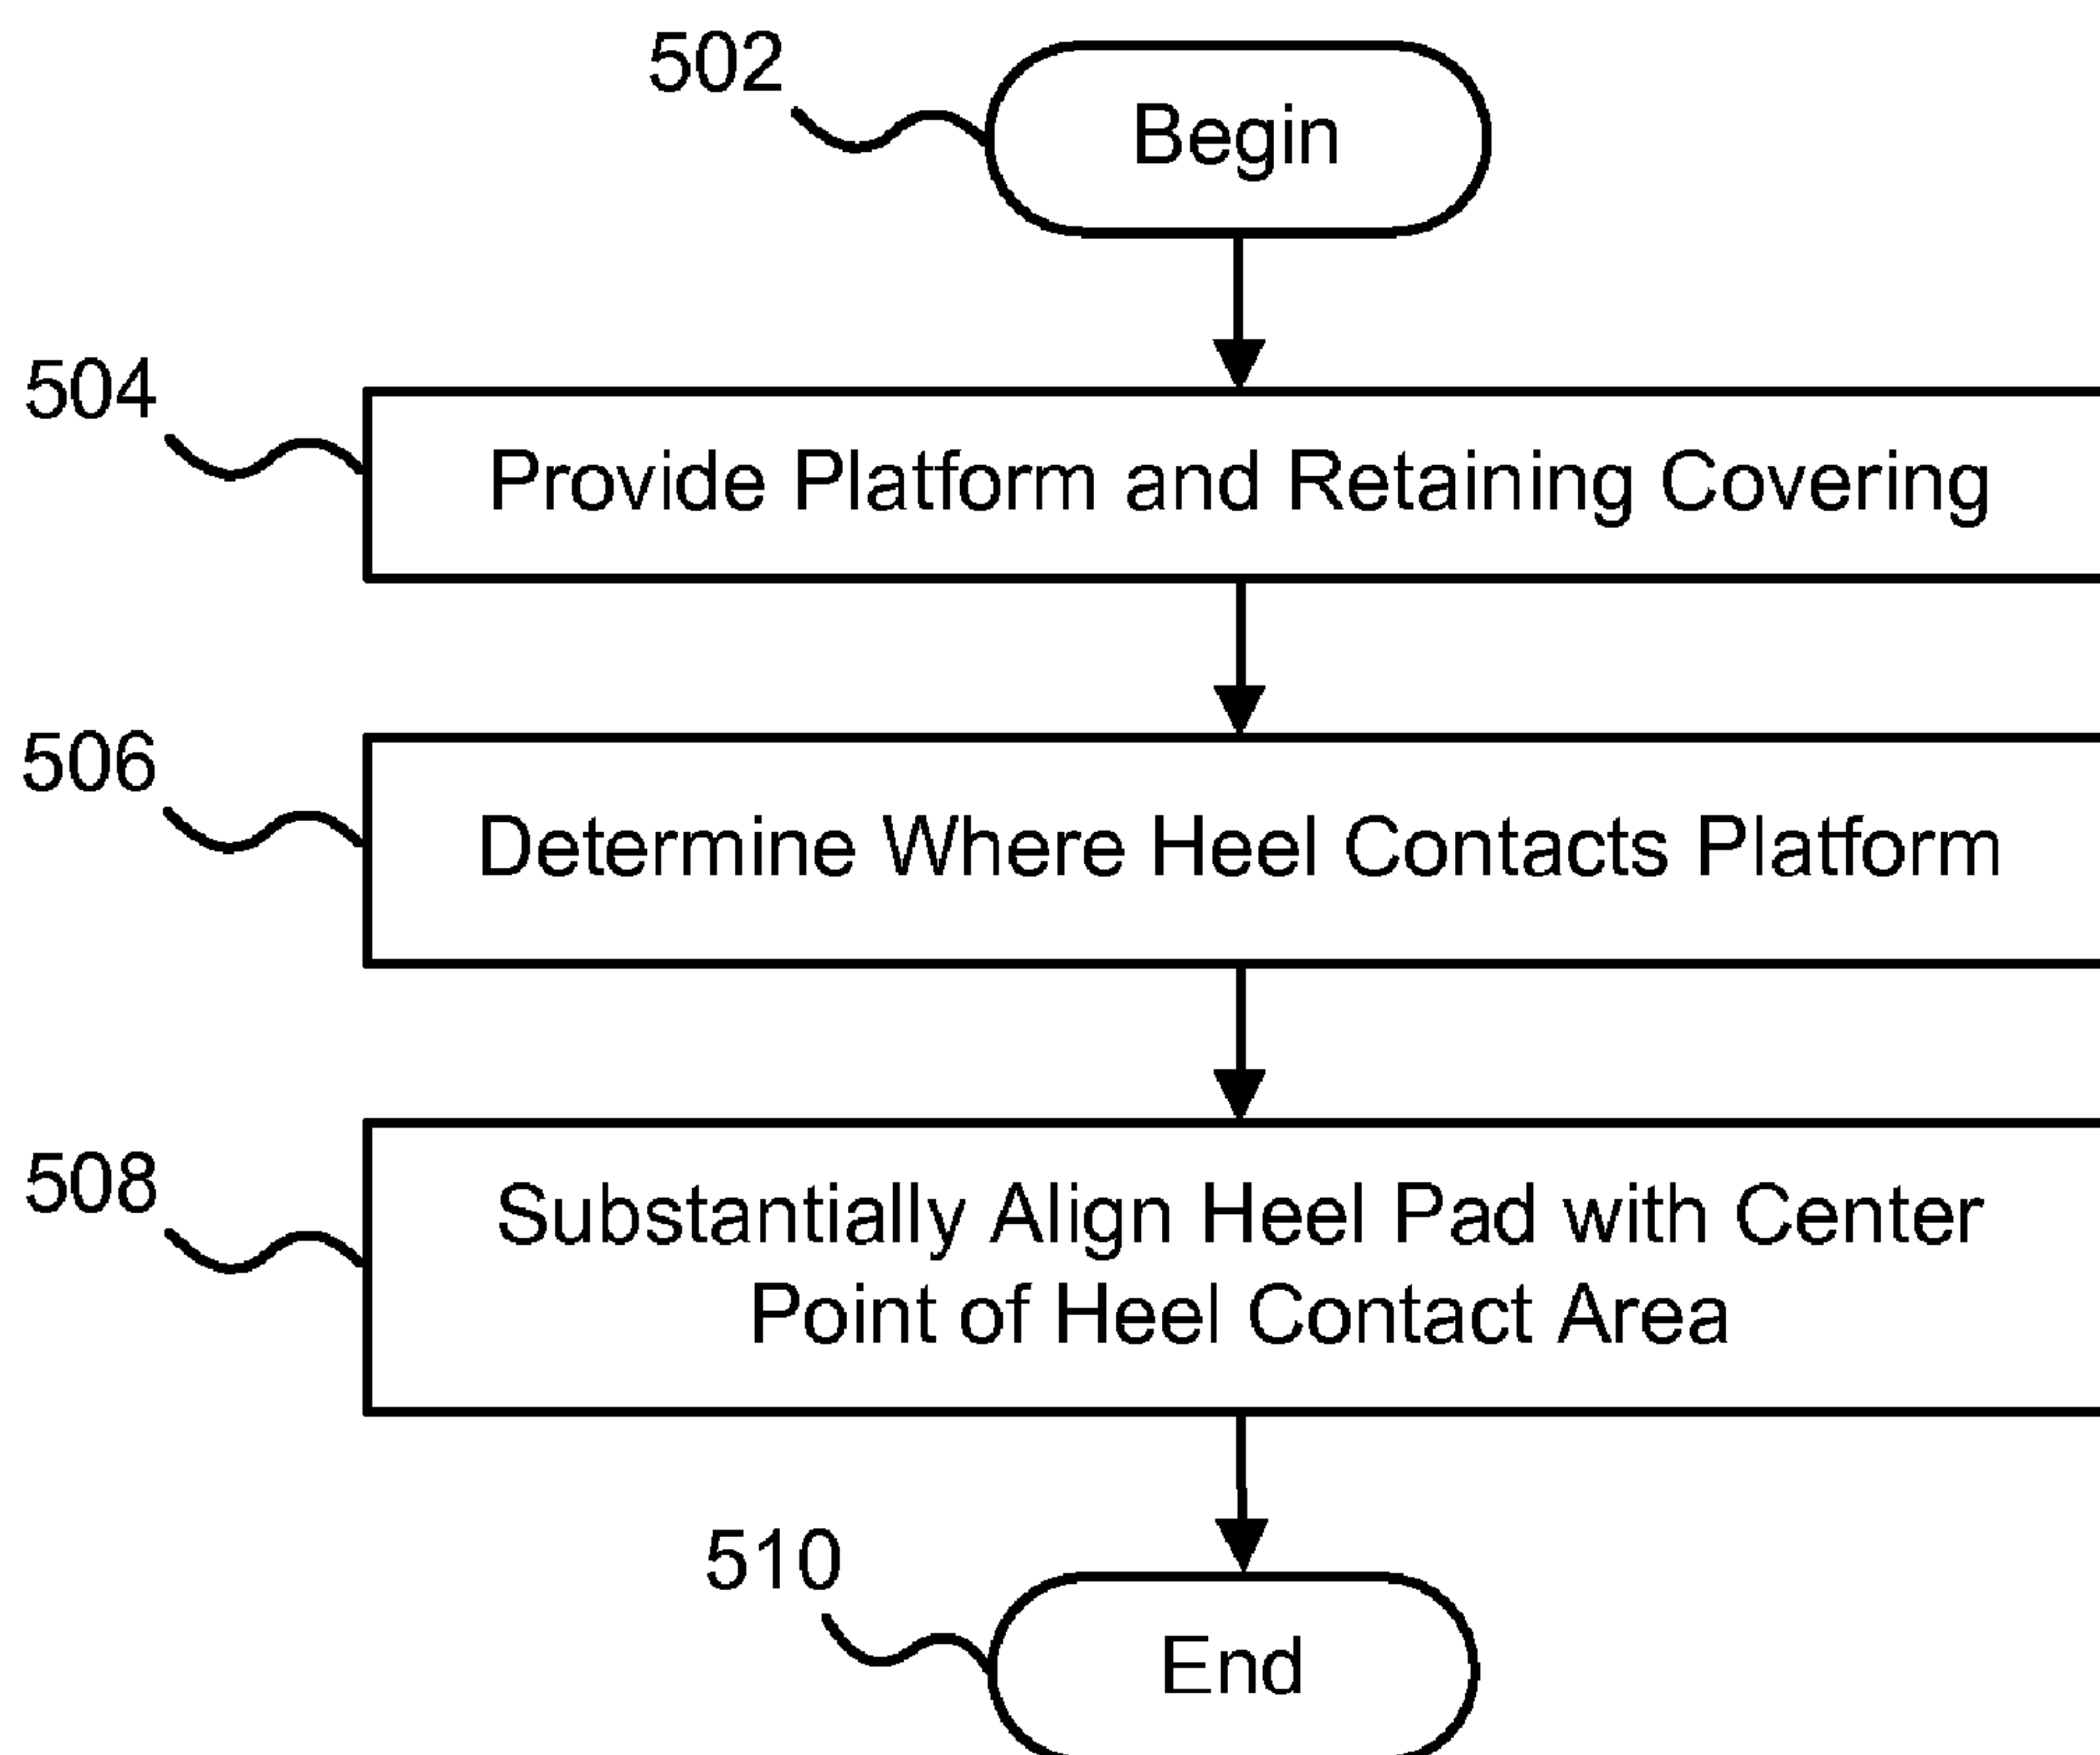 502
Begin
504
Provide Platform and Retaining Covering
506
Determine Where Heel Contacts Platform
508
Substantially Align Heel Pad with Center
Point of Heel Contact Area
510
End